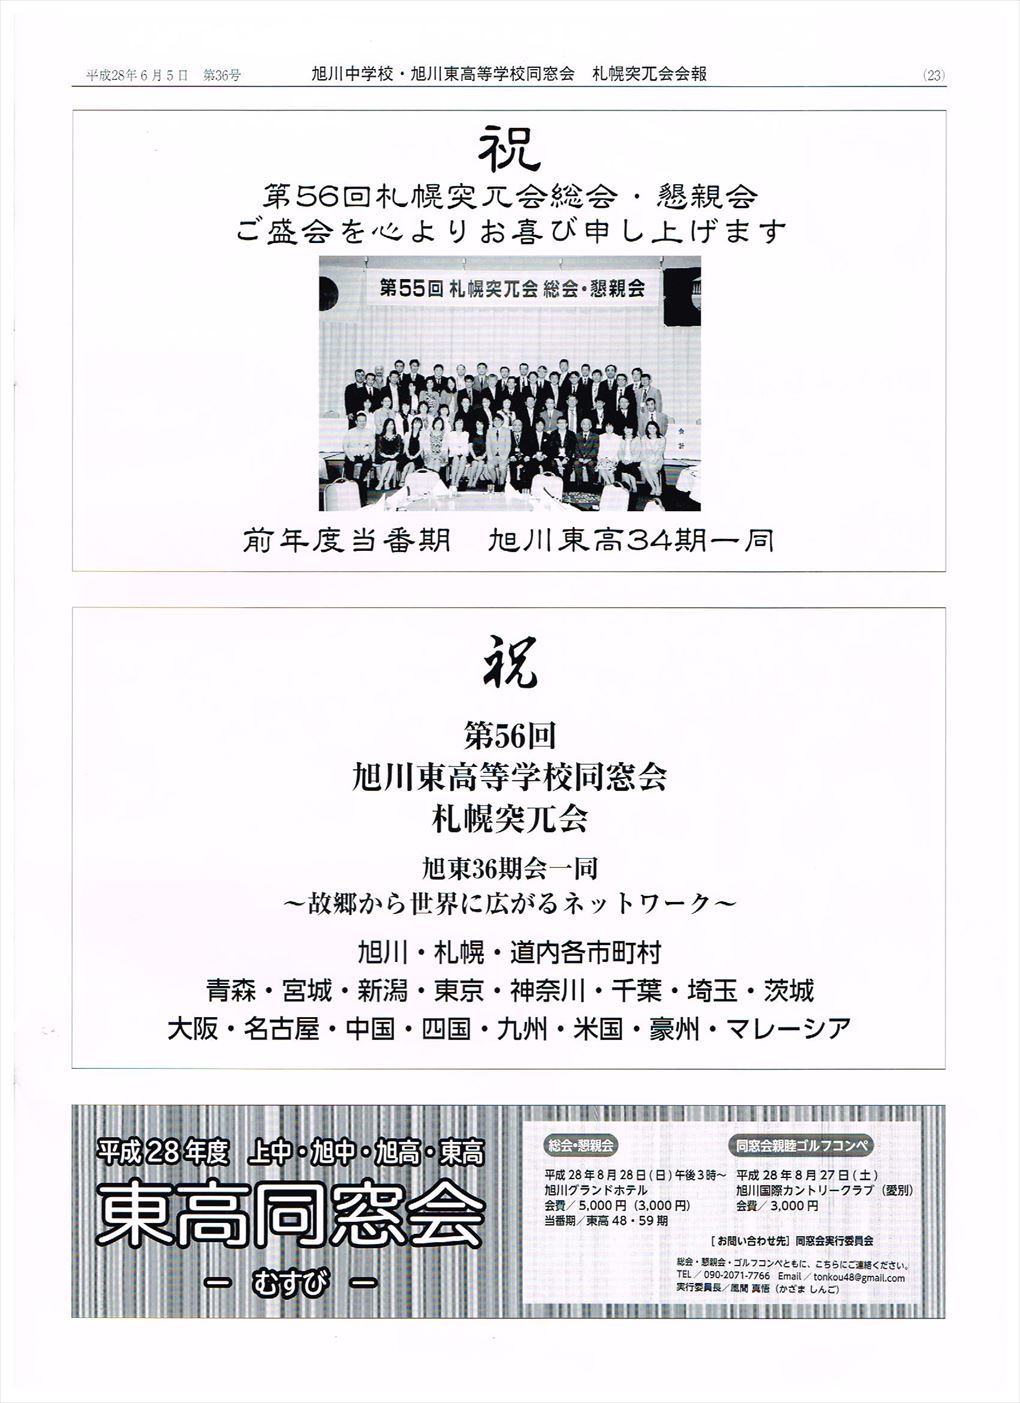 平成28年6月5日　第36号　旭川中学校・旭川東高等学校同窓会　札幌突兀会会報　(23)
祝
第56回札幌突兀会総会・懇親会
ご盛会を心よりお喜び申し上げます
第55回 札幌突兀会 総会・懇親会
会計
前年度当番期　旭川東高34期一同
祝
第56回
旭川東高等学校同窓会
札幌突兀会
旭東36期会一同
～故郷から世界に広がるネットワーク～
旭川・札幌・道内各市町村
青森・宮城・新潟・東京・神奈川・千葉・埼玉・茨城
大阪・名古屋・中国・四国・九州・米国・豪州・マレーシア
平成28年度　上中・旭中・旭高・東高
東高同窓会
― むすび ―
総会・懇親会
平成28年8月28日(日)午後3時～
旭川グランドホテル
会費／5,000円（3,000円）
当番期／東高48・59期
同窓会親睦ゴルフコンペ
平成28年8月27日(土)
旭川国際カントリークラブ（愛別）
会費／3,000円
［お問い合わせ先］同窓会実行委員会
総会・懇親会・ゴルフコンペともに、こちらにご連絡ください。
TEL／090-2071-7766　Email／tonkou48@gmail.com
実行委員長／風間 真悟（かざま しんご）